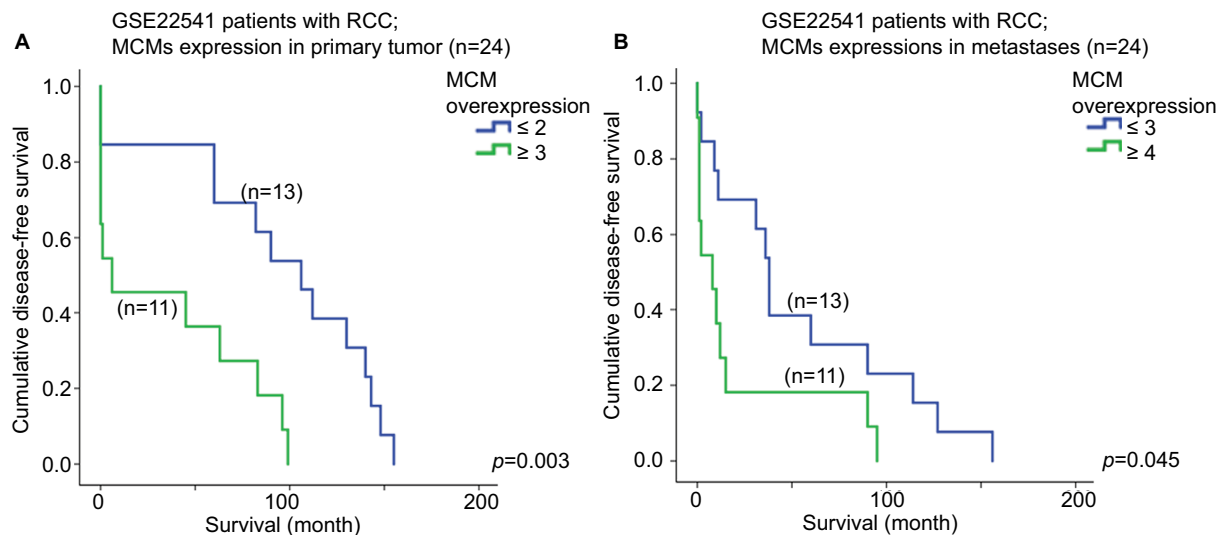 A
GSE22541 patients with RCC;
MCMs expression in primary tumor (n=24)
MCM
overexpression
≤ 2
≥ 3
Cumulative disease-free survival
1.0
0.8
0.6
0.4
0.2
0.0
(n=13)
(n=11)
p=0.003
0
100
200
Survival (month)
B
GSE22541 patients with RCC;
MCMs expressions in metastases (n=24)
MCM
overexpression
≤ 3
≥ 4
Cumulative disease-free survival
1.0
0.8
0.6
0.4
0.2
0.0
(n=13)
(n=11)
p=0.045
0
100
200
Survival (month)